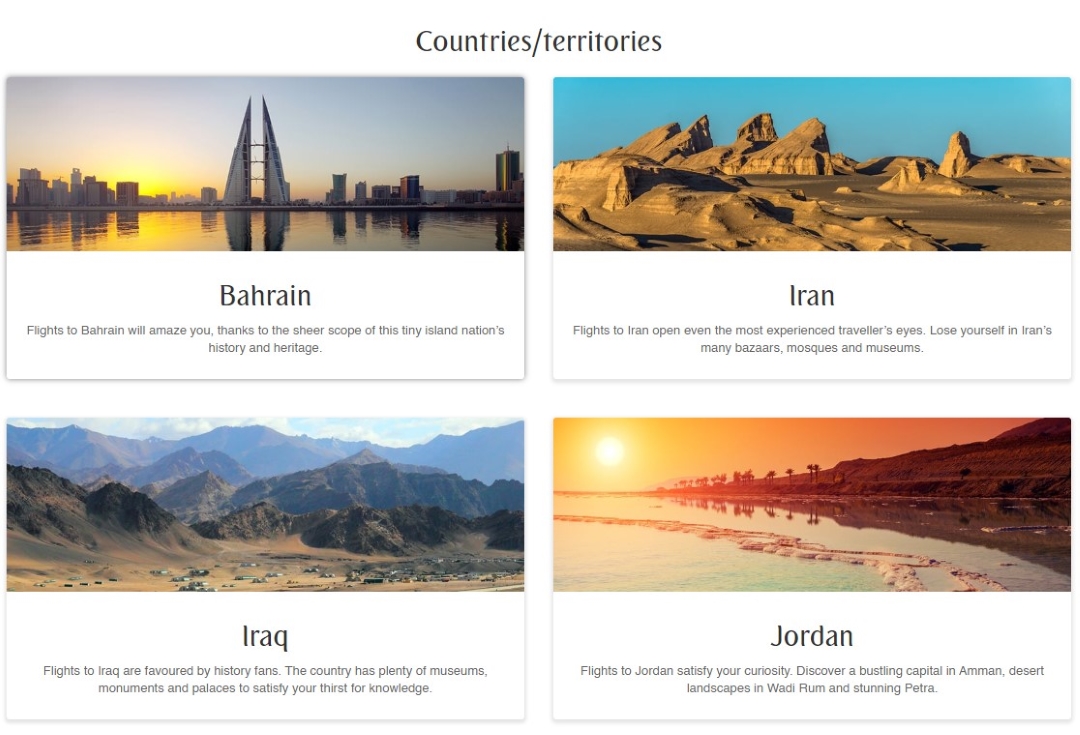 Countries/territories
Bahrain
Flights to Bahrain will amaze you, thanks to the sheer scope of this tiny island nation’s
history and heritage.
Iran
Flights to Iran open even the most experienced traveller’s eyes. Lose yourself in Iran’s
many bazaars, mosques and museums.
Iraq
Flights to Iraq are favoured by history fans. The country has plenty of museums,
monuments and palaces to satisfy your thirst for knowledge.
Jordan
Flights to Jordan satisfy your curiosity. Discover a bustling capital in Amman, desert
landscapes in Wadi Rum and stunning Petra.